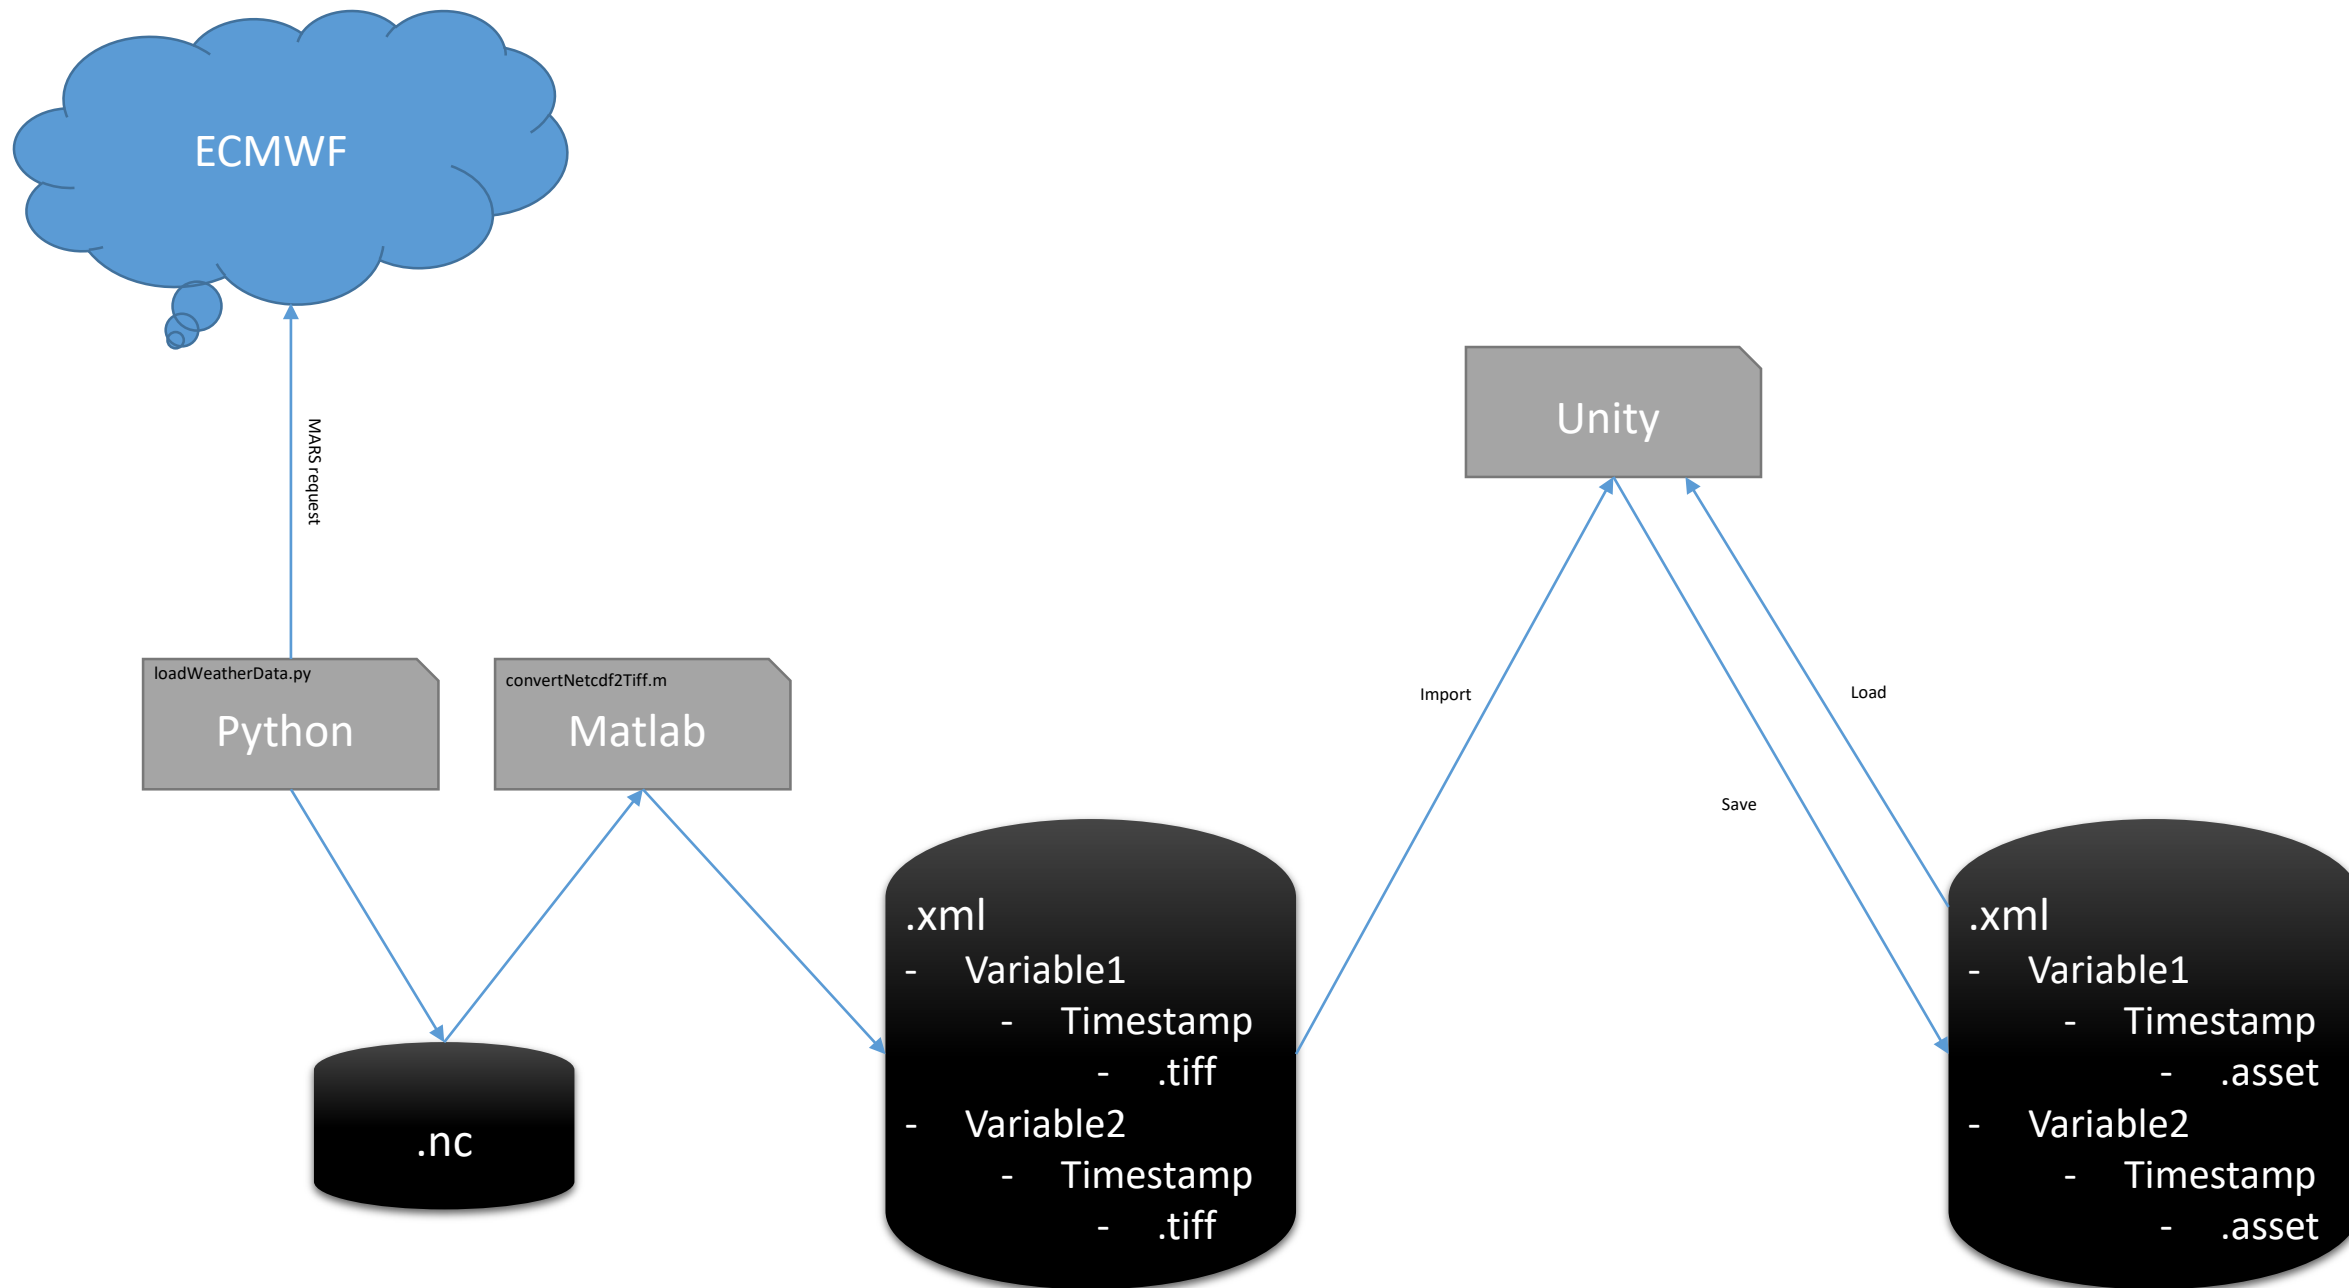 ECMWF
MARS request
Unity
loadWeatherData.py
Python
convertNetcdf2Tiff.m
Matlab
Import
Load
Save
.xml
- Variable1
- Timestamp
- .tiff
- Variable2
- Timestamp
- .tiff
.xml
- Variable1
- Timestamp
- .asset
- Variable2
- Timestamp
- .asset
.nc